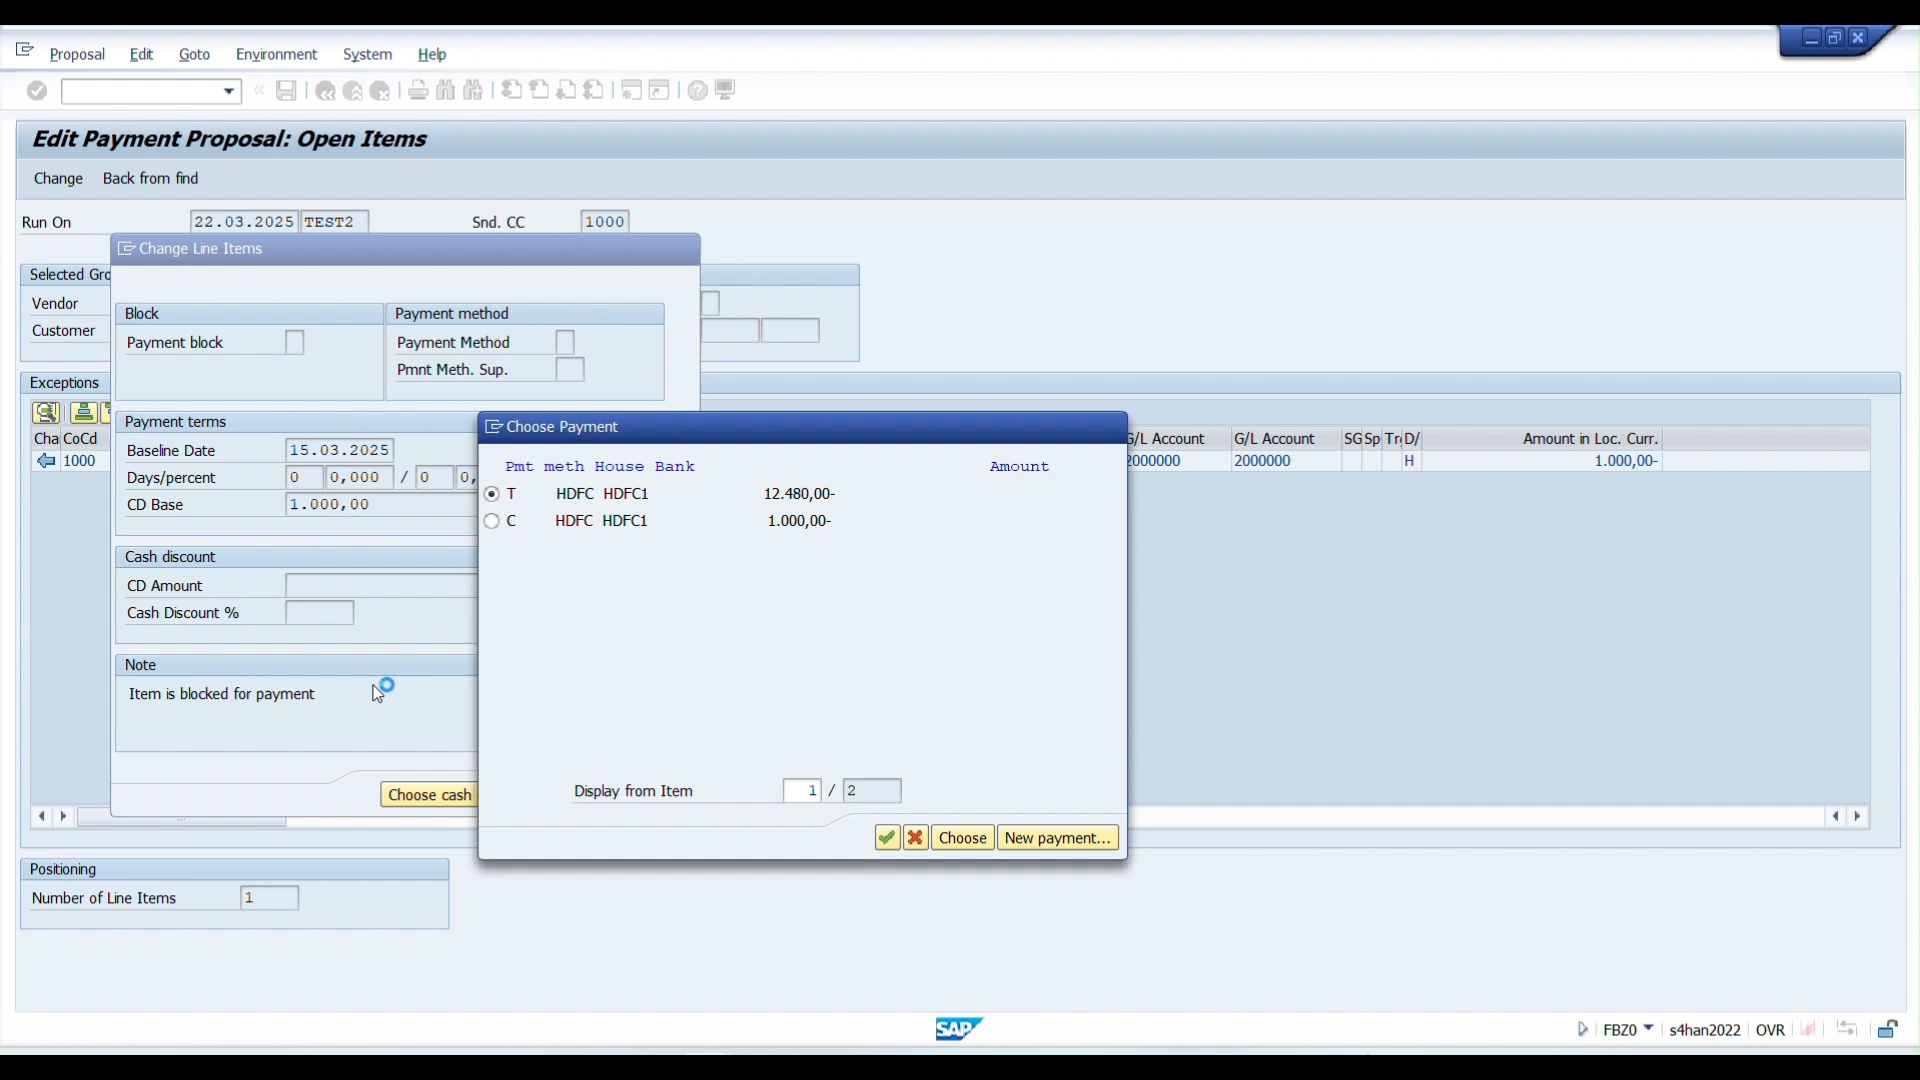 Proposal Edit Goto Environment System Help
Edit Payment Proposal: Open Items
Change Back from find
Run On 22.03.2025 TEST2 Snd. CC 1000
Change Line Items
Selected Gro
Vendor
Customer
Block
Payment block
Payment method
Payment Method
Pmnt Meth. Sup.
Exceptions
Cha CoCd
1000
G/L Account G/L Account SG Sp Tr D/ Amount in Loc. Curr.
2000000 2000000 H 1.000,00-
Payment terms
Baseline Date 15.03.2025
Days/percent 0 0,000 / 0 0,
CD Base 1.000,00
Cash discount
CD Amount
Cash Discount %
Note
Item is blocked for payment
Choose cash
Choose Payment
Pmt meth House Bank Amount
T HDFC HDFC1 12.480,00-
C HDFC HDFC1 1.000,00-
Display from Item 1 / 2
Choose New payment...
Positioning
Number of Line Items 1
SAP
FBZ0 s4han2022 OVR